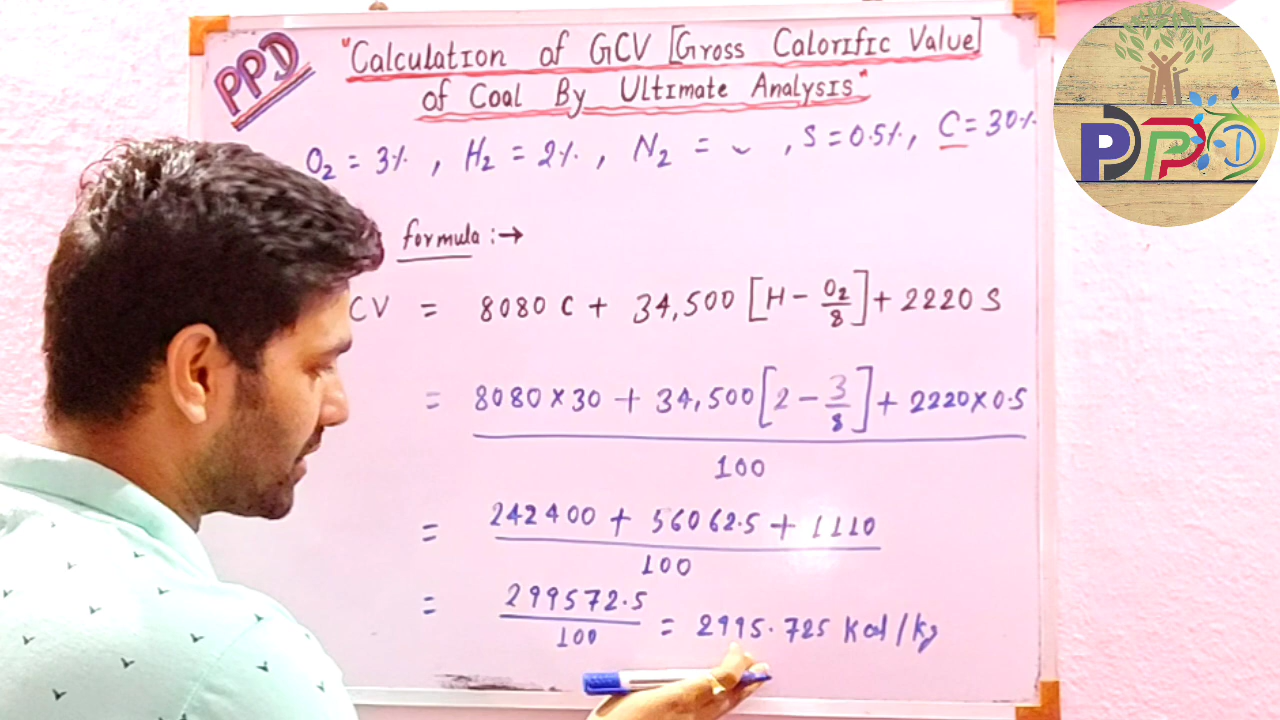 PPD
"Calculation of GCV [Gross Calorific Value]
of Coal By Ultimate Analysis"
O₂ = 3%, H₂ = 2%, N₂ = ⌣, S = 0.5%, C = 30%
formula :→
CV = 8080 C + 34,500 [H - O₂/8] + 2220 S
= 8080 × 30 + 34,500 [2 - 3/8] + 2220 × 0.5
100
= 242400 + 56062.5 + 1110
100
= 299572.5 / 100 = 2995.725 Kcal/kg
PPD